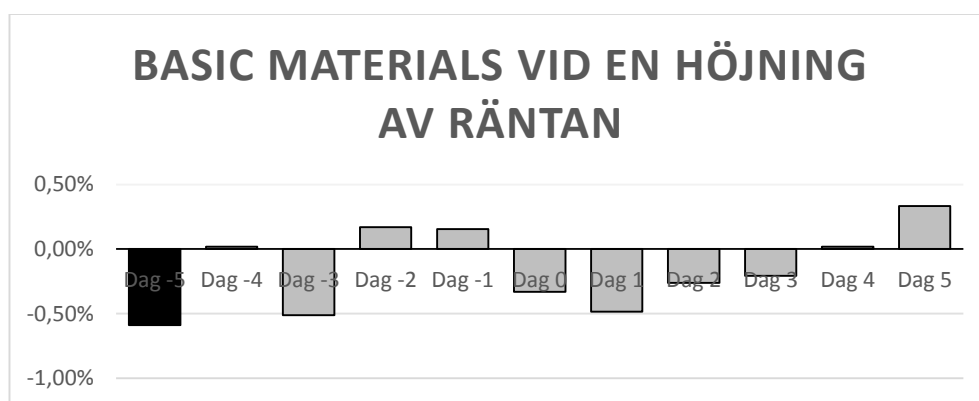 BASIC MATERIALS VID EN HÖJNING
AV RÄNTAN
0,50%
0,00%
Dag -5 Dag -4 Dag -3 Dag -2 Dag -1 Dag 0 Dag 1 Dag 2 Dag 3 Dag 4 Dag 5
-0,50%
-1,00%